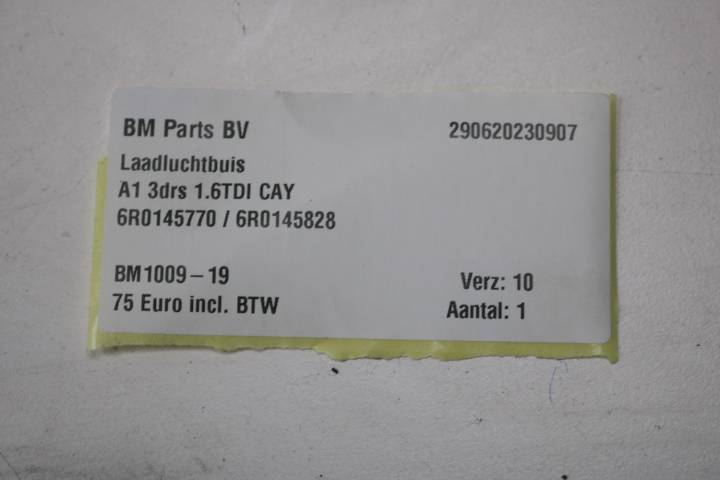 BM Parts BV 290620230907
Laadluchtbuis
A1 3drs 1.6TDI CAY
6R0145770 / 6R0145828
BM1009-19 Verz: 10
75 Euro incl. BTW Aantal: 1